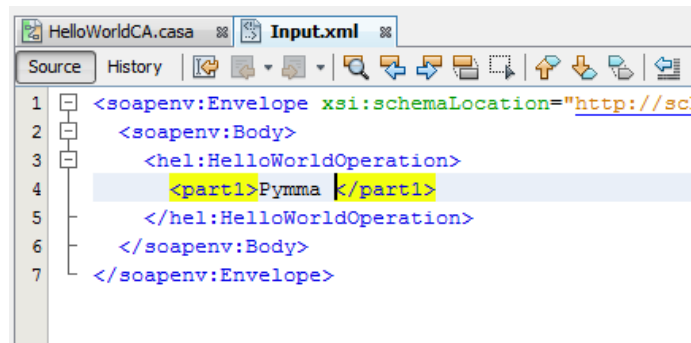 HelloWorldCA.casa Input.xml
Source History
1 <soapenv:Envelope xsi:schemaLocation="http://sc
2 <soapenv:Body>
3 <hel:HelloWorldOperation>
4 <part1>Pymma </part1>
5 </hel:HelloWorldOperation>
6 </soapenv:Body>
7 </soapenv:Envelope>